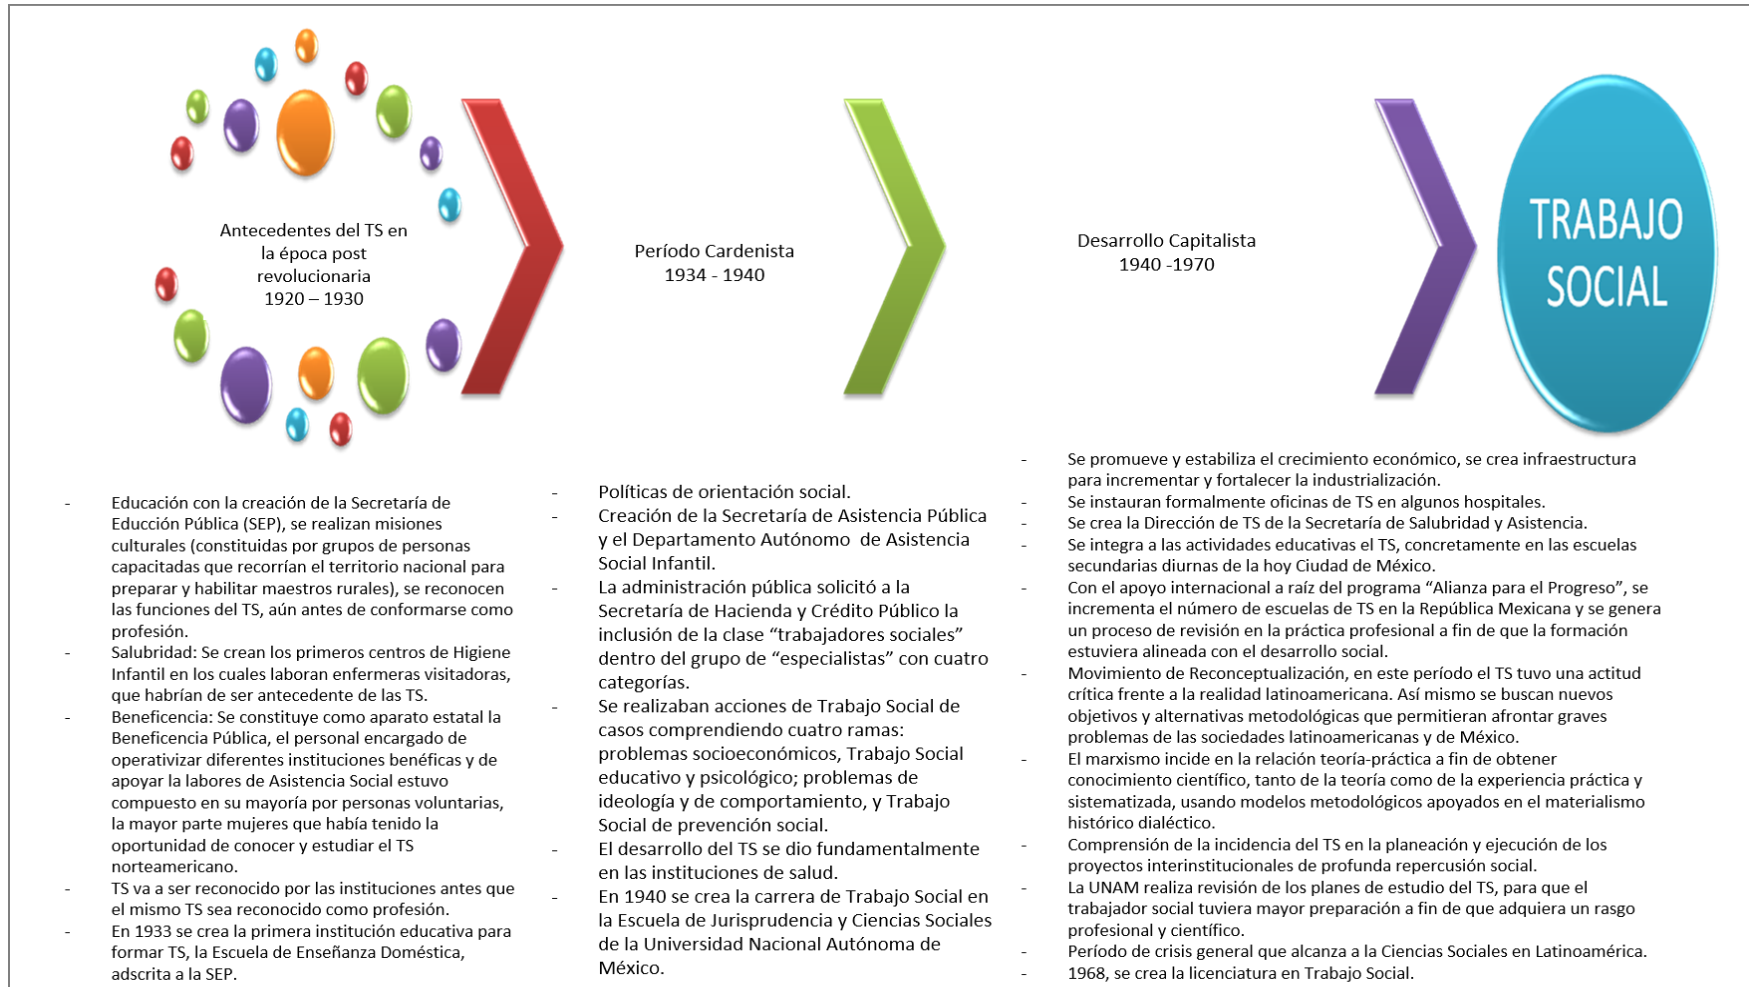 Antecedentes del TS en
la época post
revolucionaria
1920 – 1930
Período Cardenista
1934 - 1940
Desarrollo Capitalista
1940 -1970
TRABAJO
SOCIAL
- Educación con la creación de la Secretaría de
Educción Pública (SEP), se realizan misiones
culturales (constituidas por grupos de personas
capacitadas que recorrían el territorio nacional para
preparar y habilitar maestros rurales), se reconocen
las funciones del TS, aún antes de conformarse como
profesión.
- Salubridad: Se crean los primeros centros de Higiene
Infantil en los cuales laboran enfermeras visitadoras,
que habrían de ser antecedente de las TS.
- Beneficencia: Se constituye como aparato estatal la
Beneficencia Pública, el personal encargado de
operativizar diferentes instituciones benéficas y de
apoyar la labores de Asistencia Social estuvo
compuesto en su mayoría por personas voluntarias,
la mayor parte mujeres que había tenido la
oportunidad de conocer y estudiar el TS
norteamericano.
- TS va a ser reconocido por las instituciones antes que
el mismo TS sea reconocido como profesión.
- En 1933 se crea la primera institución educativa para
formar TS, la Escuela de Enseñanza Doméstica,
adscrita a la SEP.
- Políticas de orientación social.
- Creación de la Secretaría de Asistencia Pública
y el Departamento Autónomo de Asistencia
Social Infantil.
- La administración pública solicitó a la
Secretaría de Hacienda y Crédito Público la
inclusión de la clase “trabajadores sociales”
dentro del grupo de “especialistas” con cuatro
categorías.
- Se realizaban acciones de Trabajo Social de
casos comprendiendo cuatro ramas:
problemas socioeconómicos, Trabajo Social
educativo y psicológico; problemas de
ideología y de comportamiento, y Trabajo
Social de prevención social.
- El desarrollo del TS se dio fundamentalmente
en las instituciones de salud.
- En 1940 se crea la carrera de Trabajo Social en
la Escuela de Jurisprudencia y Ciencias Sociales
de la Universidad Nacional Autónoma de
México.
- Se promueve y estabiliza el crecimiento económico, se crea infraestructura
para incrementar y fortalecer la industrialización.
- Se instauran formalmente oficinas de TS en algunos hospitales.
- Se crea la Dirección de TS de la Secretaría de Salubridad y Asistencia.
- Se integra a las actividades educativas el TS, concretamente en las escuelas
secundarias diurnas de la hoy Ciudad de México.
- Con el apoyo internacional a raíz del programa “Alianza para el Progreso”, se
incrementa el número de escuelas de TS en la República Mexicana y se genera
un proceso de revisión en la práctica profesional a fin de que la formación
estuviera alineada con el desarrollo social.
- Movimiento de Reconceptualización, en este período el TS tuvo una actitud
crítica frente a la realidad latinoamericana. Así mismo se buscan nuevos
objetivos y alternativas metodológicas que permitieran afrontar graves
problemas de las sociedades latinoamericanas y de México.
- El marxismo incide en la relación teoría-práctica a fin de obtener
conocimiento científico, tanto de la teoría como de la experiencia práctica y
sistematizada, usando modelos metodológicos apoyados en el materialismo
histórico dialéctico.
- Comprensión de la incidencia del TS en la planeación y ejecución de los
proyectos interinstitucionales de profunda repercusión social.
- La UNAM realiza revisión de los planes de estudio del TS, para que el
trabajador social tuviera mayor preparación a fin de que adquiera un rasgo
profesional y científico.
- Período de crisis general que alcanza a la Ciencias Sociales en Latinoamérica.
- 1968, se crea la licenciatura en Trabajo Social.